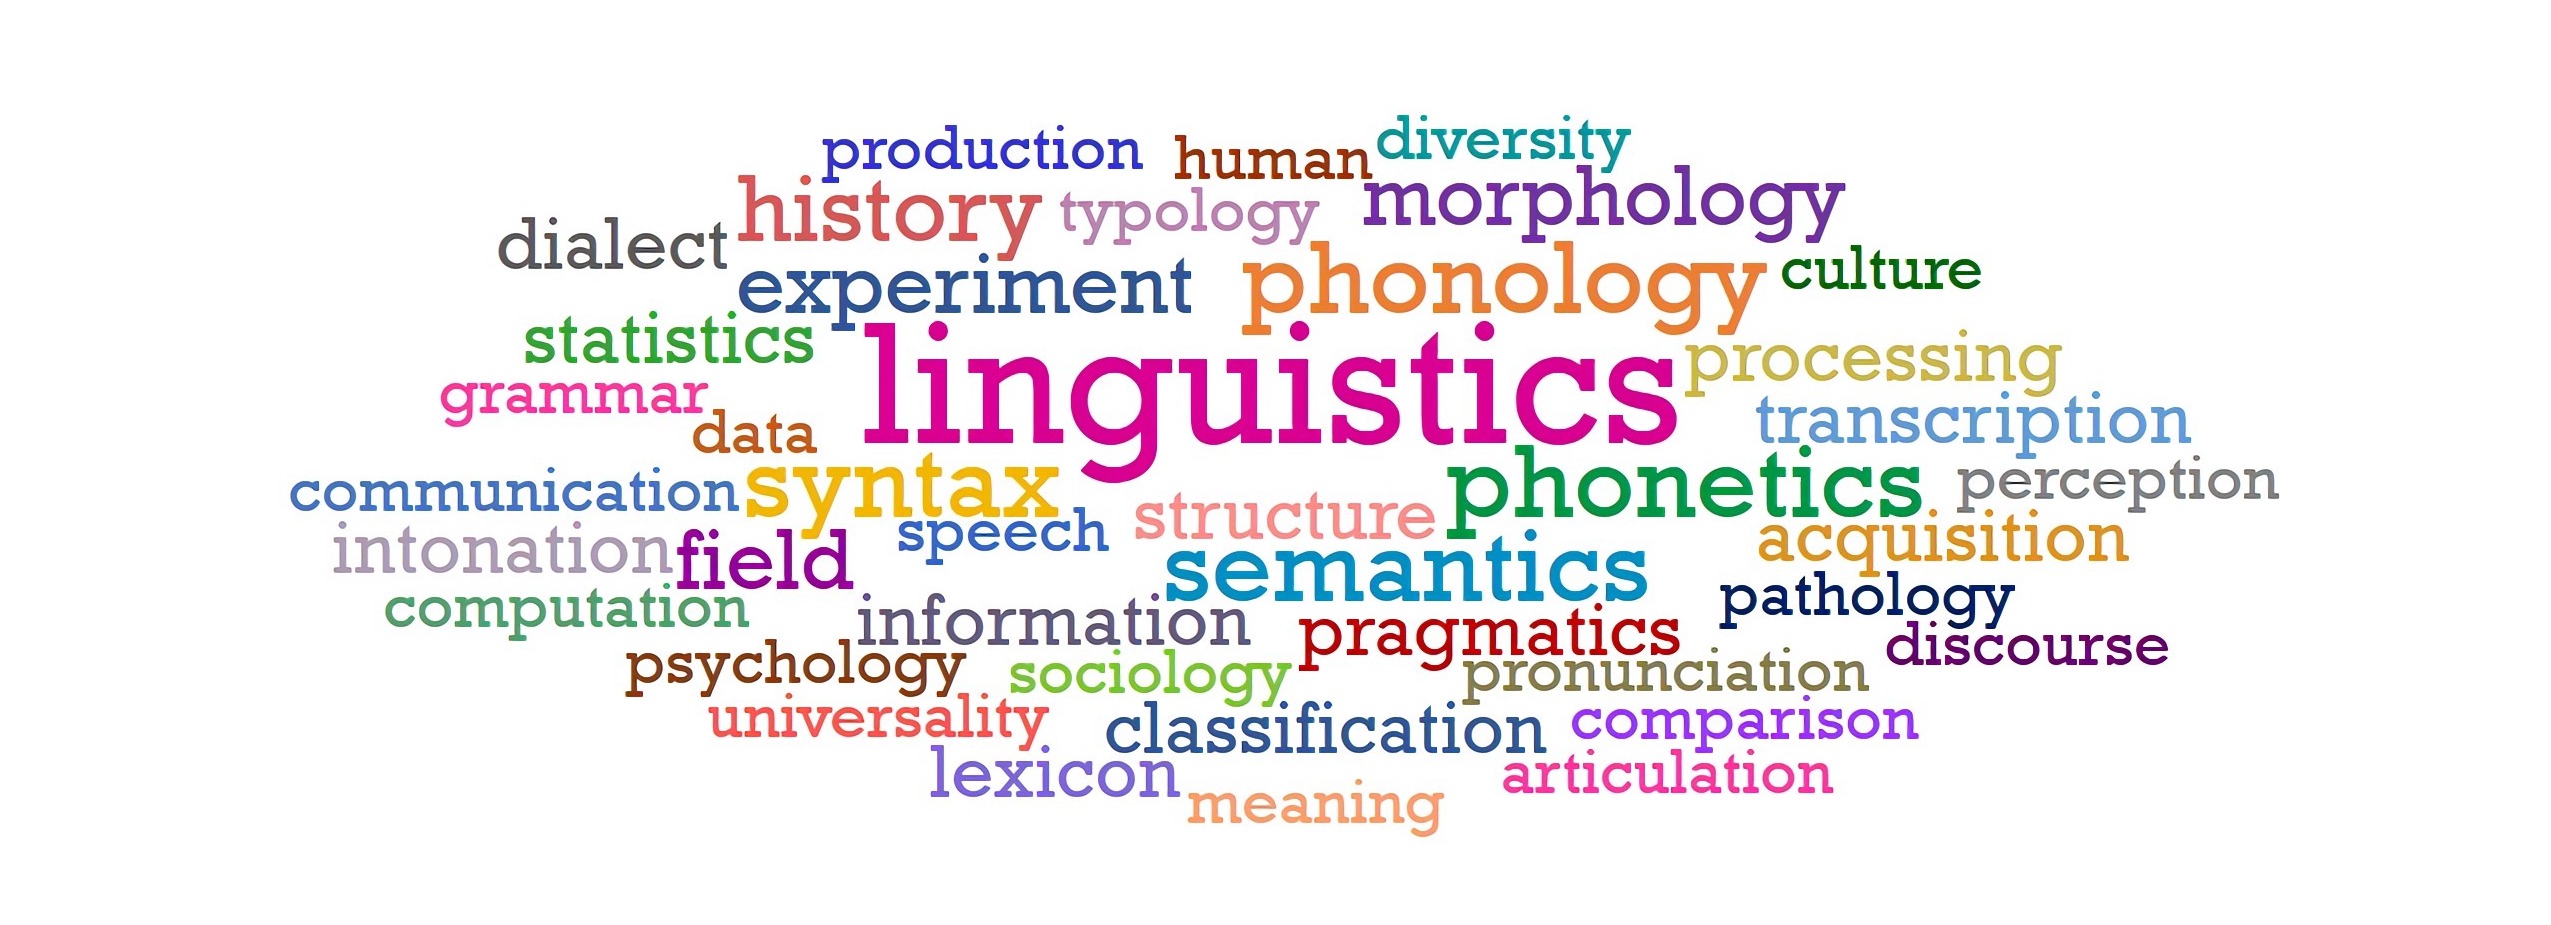 production human diversity
history typology morphology
dialect experiment phonology culture
statistics linguistics processing
grammar data transcription
communication syntax phonetics perception
intonation field speech structure semantics acquisition
computation information pragmatics pathology
psychology sociology pronunciation discourse
universality classification comparison
lexicon meaning articulation